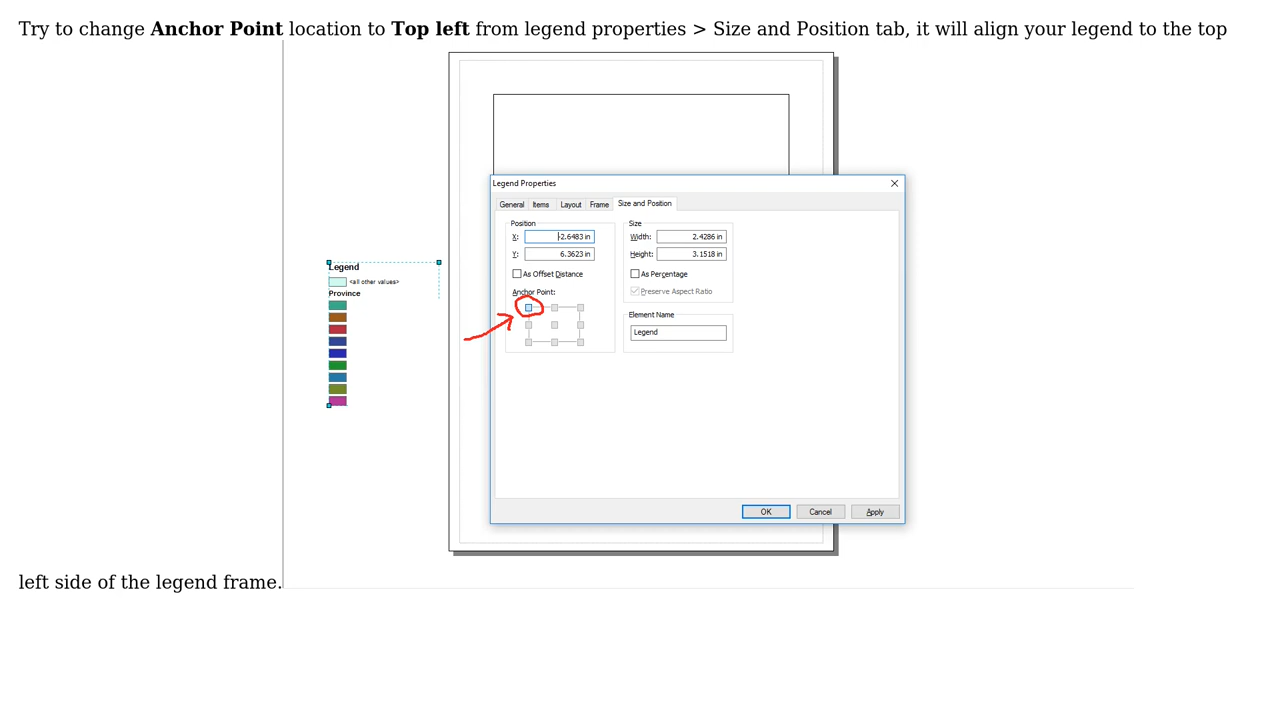 Try to change Anchor Point location to Top left from legend properties > Size and Position tab, it will align your legend to the top
Legend Properties
General Items Layout Frame Size and Position
Position
X: -2.6483 in
Y: 6.3623 in
As Offset Distance
Anchor Point:
Size
Width: 2.4286 in
Height: 3.1518 in
As Percentage
Preserve Aspect Ratio
Element Name
Legend
Legend
<all other values>
Province
OK Cancel Apply
left side of the legend frame.